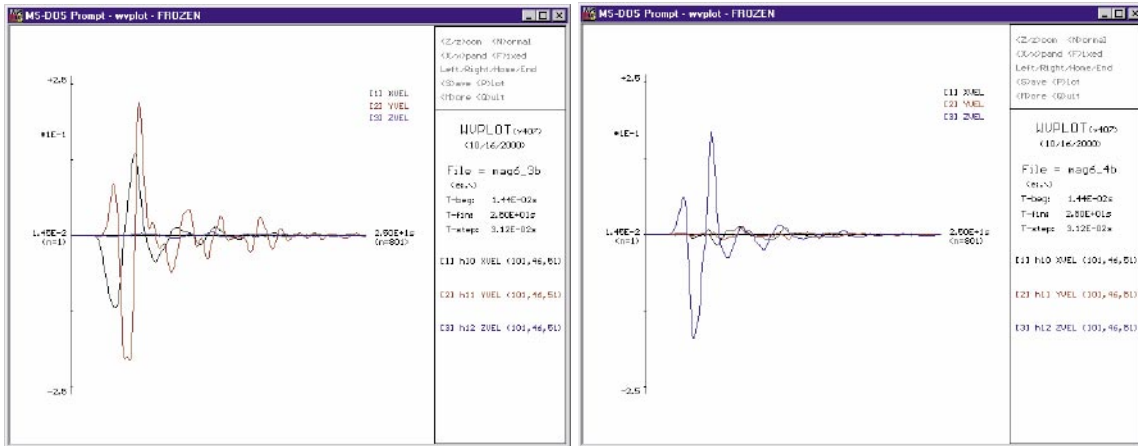 MS-DOS Prompt - wvplot - FROZEN
<Z/z>oom <N>ormal
<X/x>pand <F>ixed
Left/Right/Home/End
<S>ave <P>lot
<M>ore <Q>uit
+2.5
*1E-1
[1] XVEL
[2] YVEL
[3] ZVEL
1.45E-2
(n=1)
2.50E+1s
(n=801)
-2.5
WVPLOT(v407)
(10/16/2000)
File = mag6_3b
T-beg: 1.44E-02s
T-fin: 2.50E+01s
T-step: 3.12E-02s
[1] h10 XVEL (101,46,51)
[2] h11 YVEL (101,46,51)
[3] h12 ZVEL (101,46,51)
MS-DOS Prompt - wvplot - FROZEN
<Z/z>oom <N>ormal
<X/x>pand <F>ixed
Left/Right/Home/End
<S>ave <P>lot
<M>ore <Q>uit
+2.5
*1E-1
[1] XVEL
[2] YVEL
[3] ZVEL
1.45E-2
(n=1)
2.50E+1s
(n=801)
-2.5
WVPLOT(v407)
(10/16/2000)
File = mag6_4b
T-beg: 1.44E-02s
T-fin: 2.50E+01s
T-step: 3.12E-02s
[1] h10 XVEL (101,46,51)
[2] h11 YVEL (101,46,51)
[3] h12 ZVEL (101,46,51)